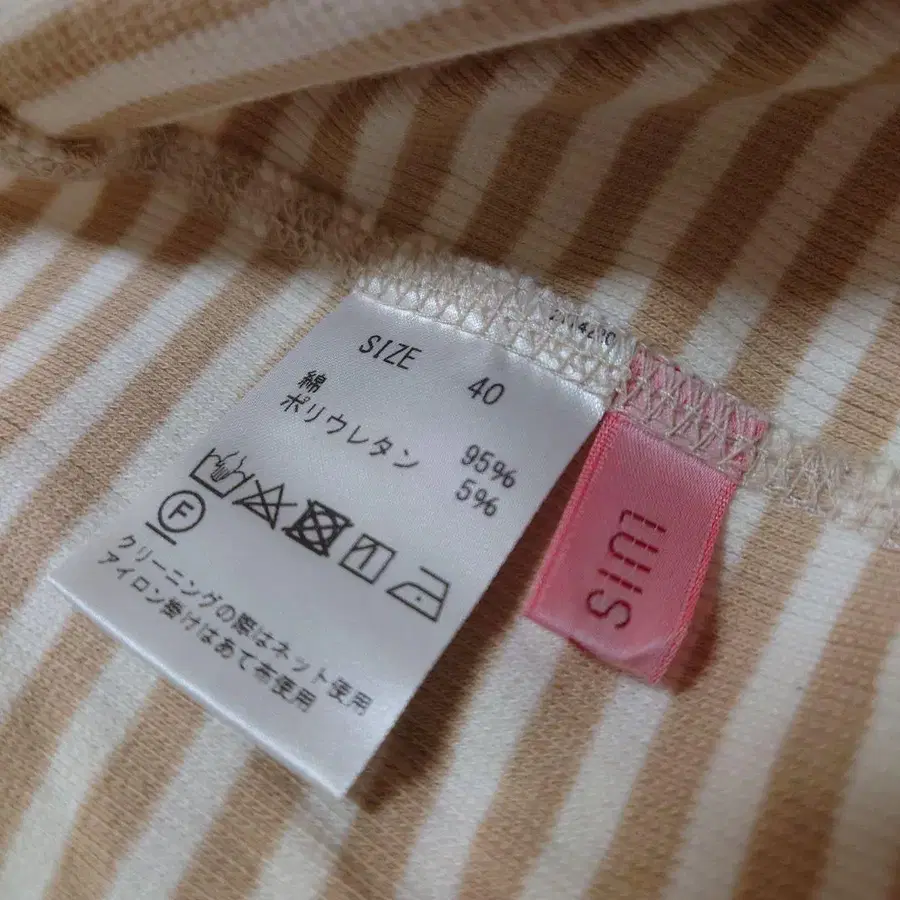 SIZE 40
綿 95%
ポリウレタン 5%
F
クリーニングの際はネット使用
アイロン掛けはあて布使用